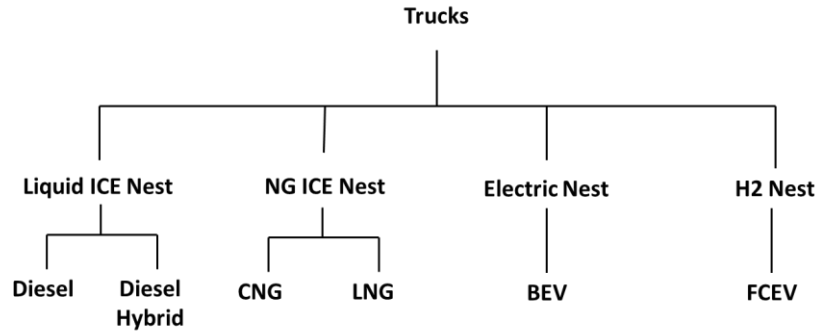 Trucks
Liquid ICE Nest
NG ICE Nest
Electric Nest
H2 Nest
Diesel
Diesel
Hybrid
CNG
LNG
BEV
FCEV